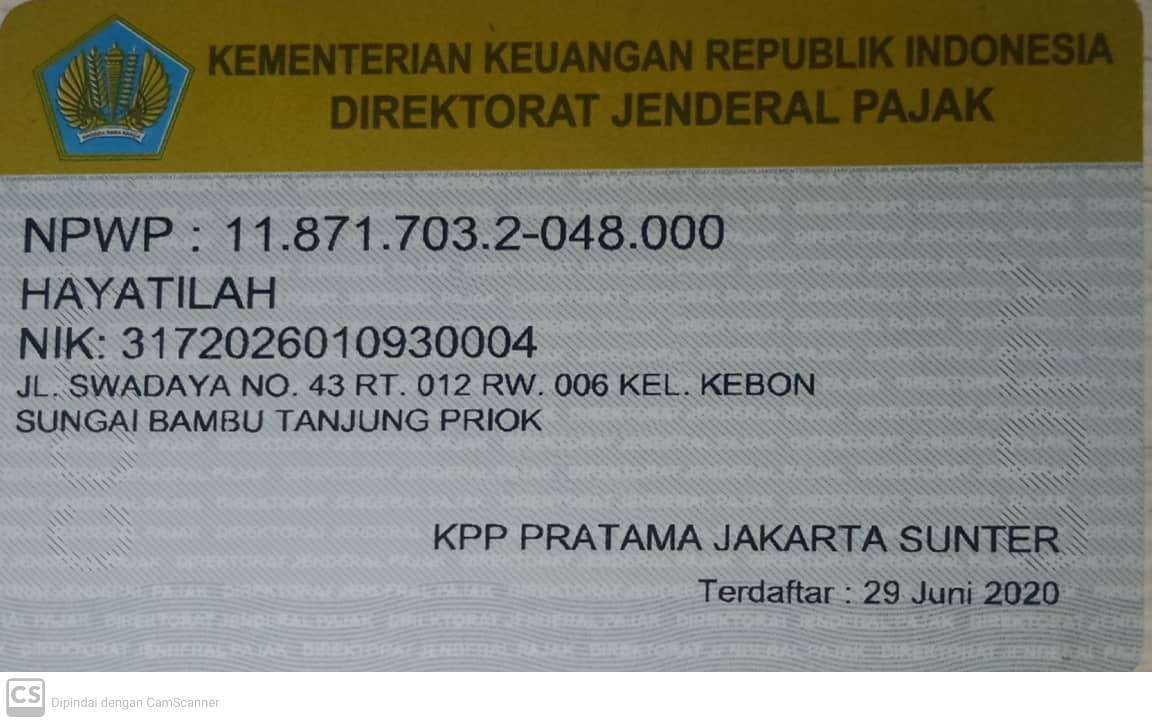 KEMENTERIAN KEUANGAN REPUBLIK INDONESIA
DIREKTORAT JENDERAL PAJAK
NPWP : 11.871.703.2-048.000
HAYATILAH
NIK: 3172026010930004
JL. SWADAYA NO. 43 RT. 012 RW. 006 KEL. KEBON
SUNGAI BAMBU TANJUNG PRIOK
KPP PRATAMA JAKARTA SUNTER
Terdaftar : 29 Juni 2020
CS Dipindai dengan CamScanner